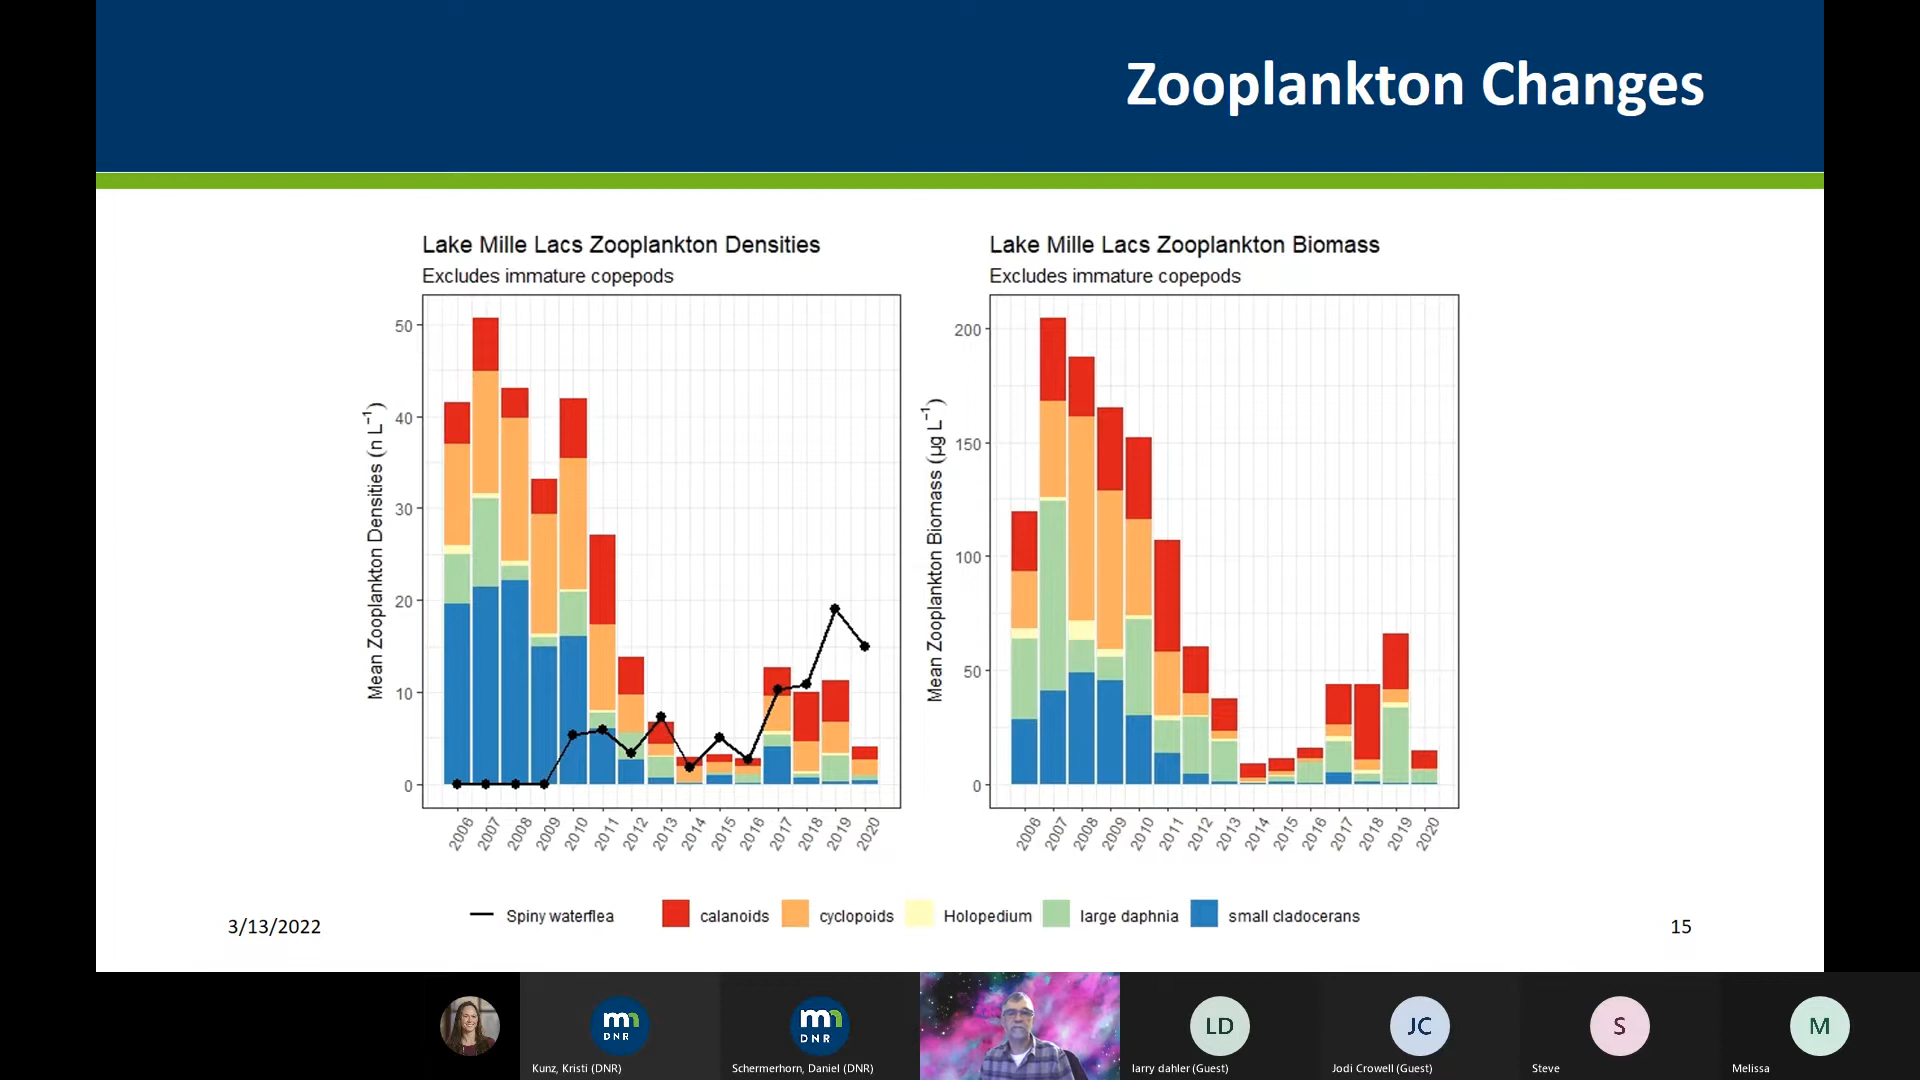 Zooplankton Changes
Lake Mille Lacs Zooplankton Densities
Excludes immature copepods
Mean Zooplankton Densities (n L⁻¹)
50
40
30
20
10
0
2006
2007
2008
2009
2010
2011
2012
2013
2014
2015
2016
2017
2018
2019
2020
Lake Mille Lacs Zooplankton Biomass
Excludes immature copepods
Mean Zooplankton Biomass (µg L⁻¹)
200
150
100
50
0
2006
2007
2008
2009
2010
2011
2012
2013
2014
2015
2016
2017
2018
2019
2020
Spiny waterflea calanoids cyclopoids Holopedium large daphnia small cladocerans
3/13/2022
15
mn
DNR
Kunz, Kristi (DNR)
mn
DNR
Schermerhorn, Daniel (DNR)
LD
larry dahler (Guest)
JC
Jodi Crowell (Guest)
S
Steve
M
Melissa